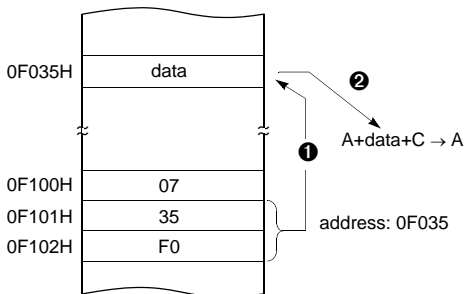 0F035H data
❷
A+data+C → A
❶
0F100H 07
0F101H 35
address: 0F035
0F102H F0